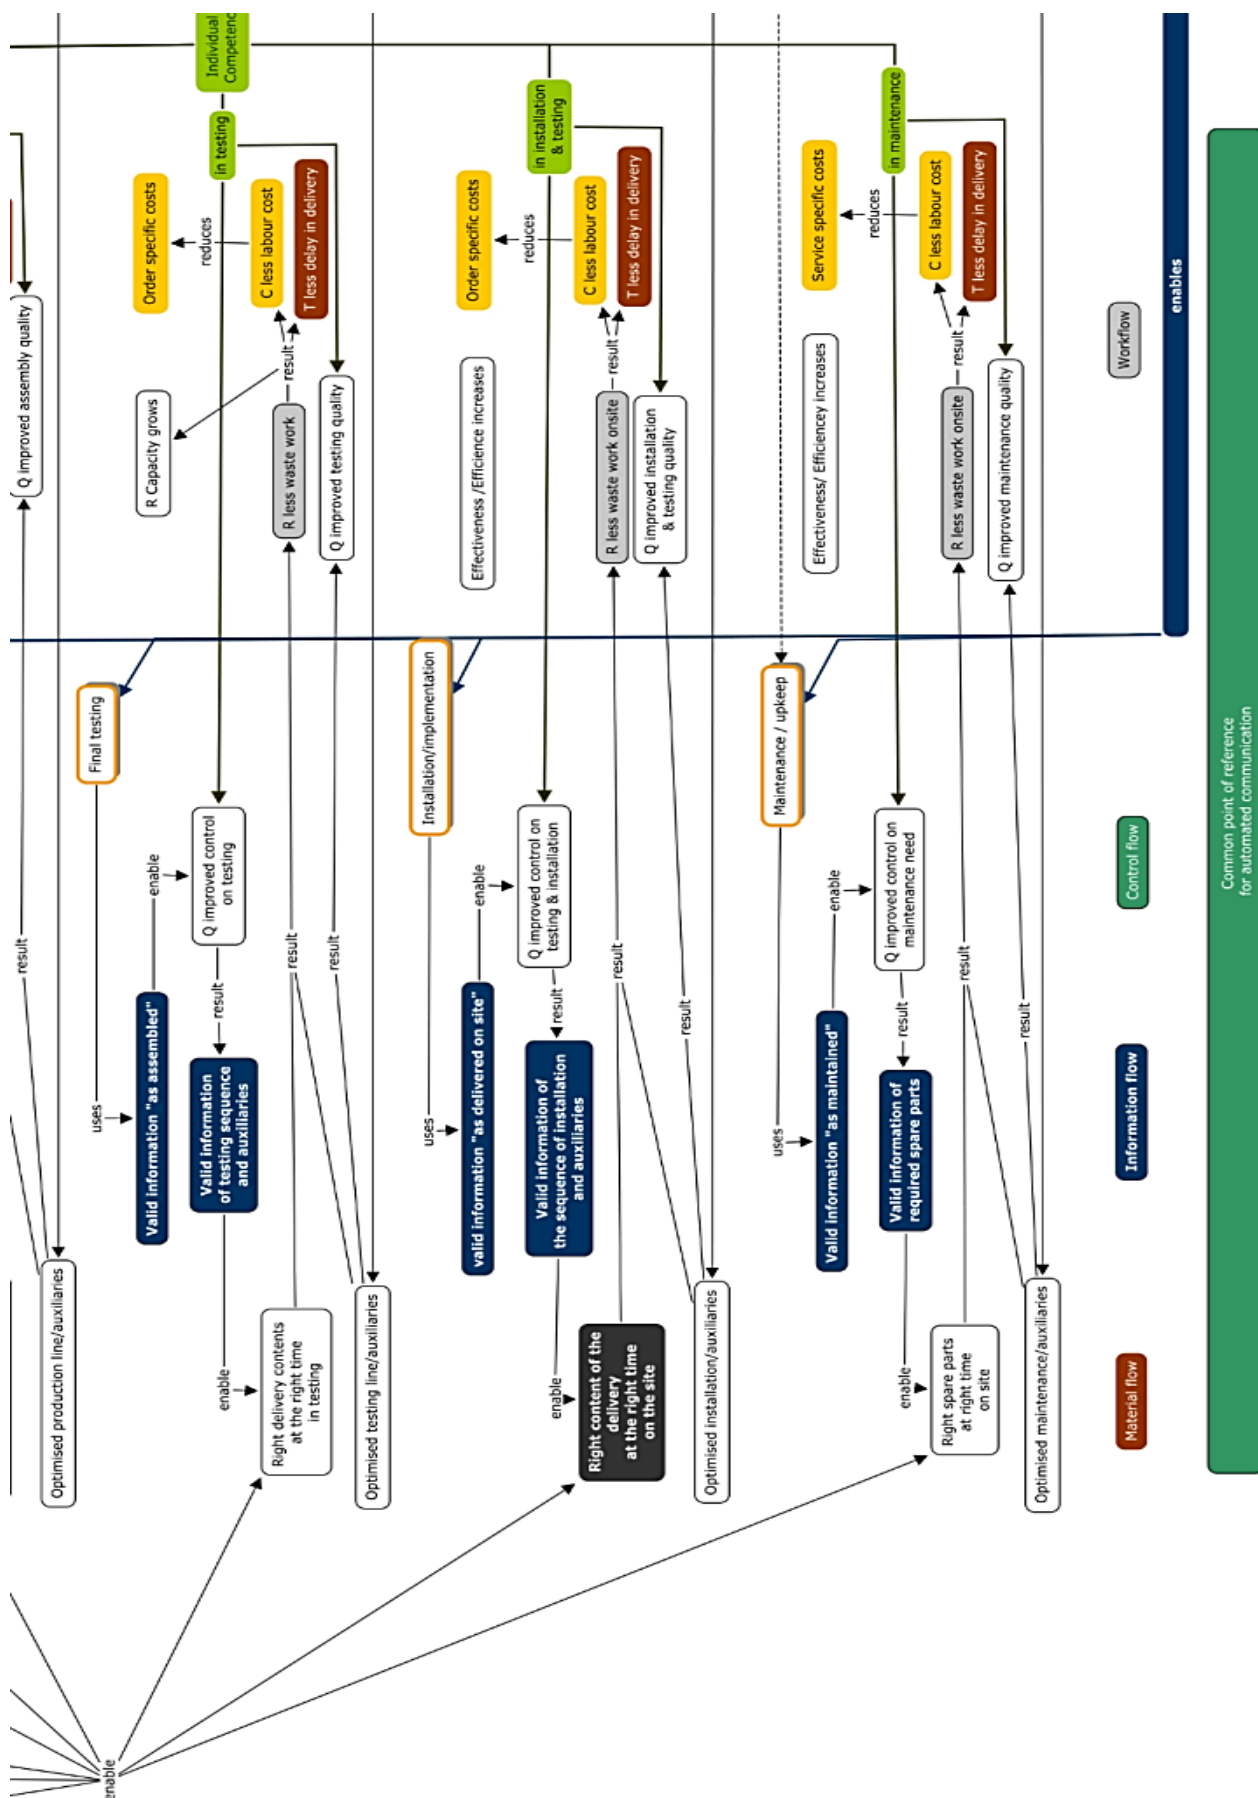 Optimised production line/auxiliaries
result
Q improved assembly quality
enable
Final testing
uses
Valid information "as assembled"
enable
Q improved control
on testing
result
Valid information
of testing sequence
and auxiliaries
enable
Right delivery contents
at the right time
in testing
result
Optimised testing line/auxiliaries
result
R Capacity grows
Order specific costs
reduces
Individual
Competenc
in testing
C less labour cost
T less delay in delivery
result
R less waste work
Q improved testing quality
Installation/implementation
uses
valid information "as delivered on site"
enable
Q improved control on
testing & installation
result
Valid information of
the sequence of installation
and auxiliaries
enable
Right content of the
delivery
at the right time
on the site
result
Optimised installation/auxiliaries
result
Effectiveness /Efficience increases
Order specific costs
reduces
in installation
& testing
C less labour cost
T less delay in delivery
result
R less waste work onsite
Q improved installation
& testing quality
Maintenance / upkeep
uses
Valid information "as maintained"
enable
Q improved control on
maintenance need
result
Valid information of
required spare parts
enable
Right spare parts
at right time
on site
result
Optimised maintenance/auxiliaries
result
Effectiveness/ Efficiencey increases
Service specific costs
reduces
in maintenance
C less labour cost
T less delay in delivery
result
R less waste work onsite
Q improved maintenance quality
Material flow
Information flow
Control flow
Workflow
enables
Common point of reference
for automated communication